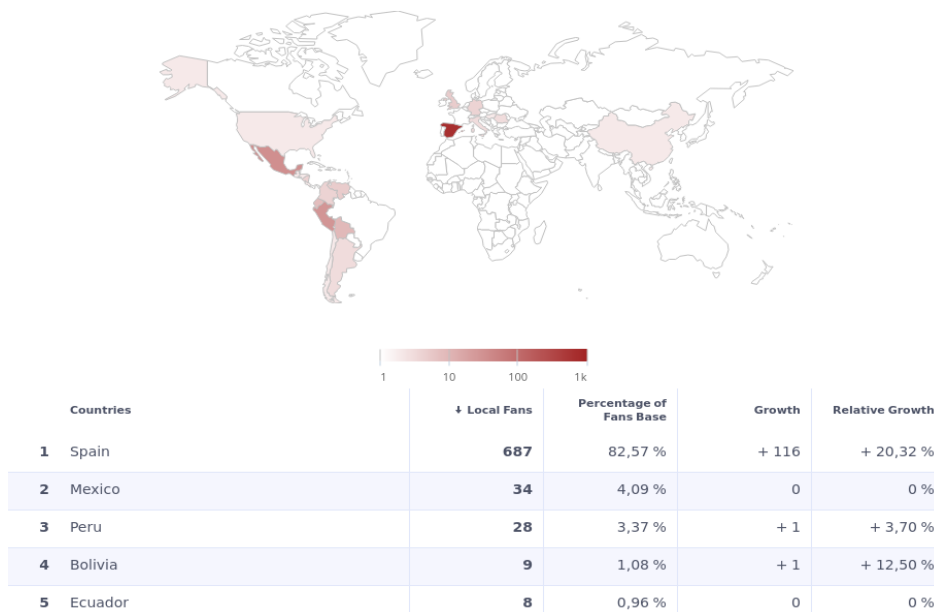 1 10 100 1k
Countries ↓ Local Fans Percentage of Fans Base Growth Relative Growth
1 Spain 687 82,57 % + 116 + 20,32 %
2 Mexico 34 4,09 % 0 0 %
3 Peru 28 3,37 % + 1 + 3,70 %
4 Bolivia 9 1,08 % + 1 + 12,50 %
5 Ecuador 8 0,96 % 0 0 %